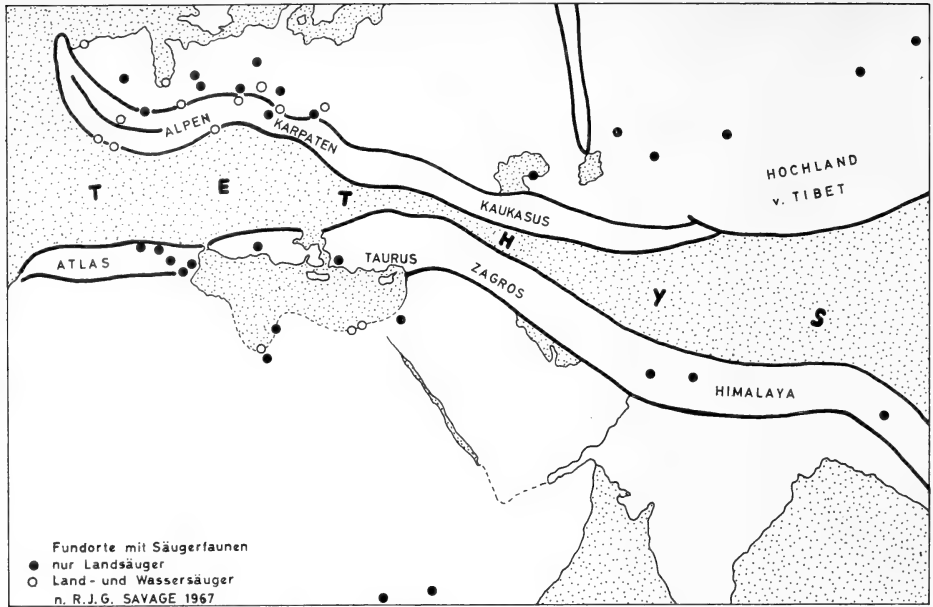 ALPEN
KARPATEN
HOCHLAND
v. TIBET
T E T H Y S
KAUKASUS
ATLAS
TAURUS
ZAGROS
HIMALAYA
Fundorte mit Säugerfaunen
nur Landsäuger
Land- und Wassersäuger
n. R.J.G. SAVAGE 1967